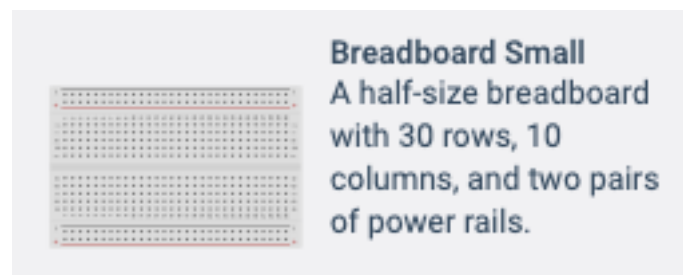 Breadboard Small
A half-size breadboard
with 30 rows, 10
columns, and two pairs
of power rails.